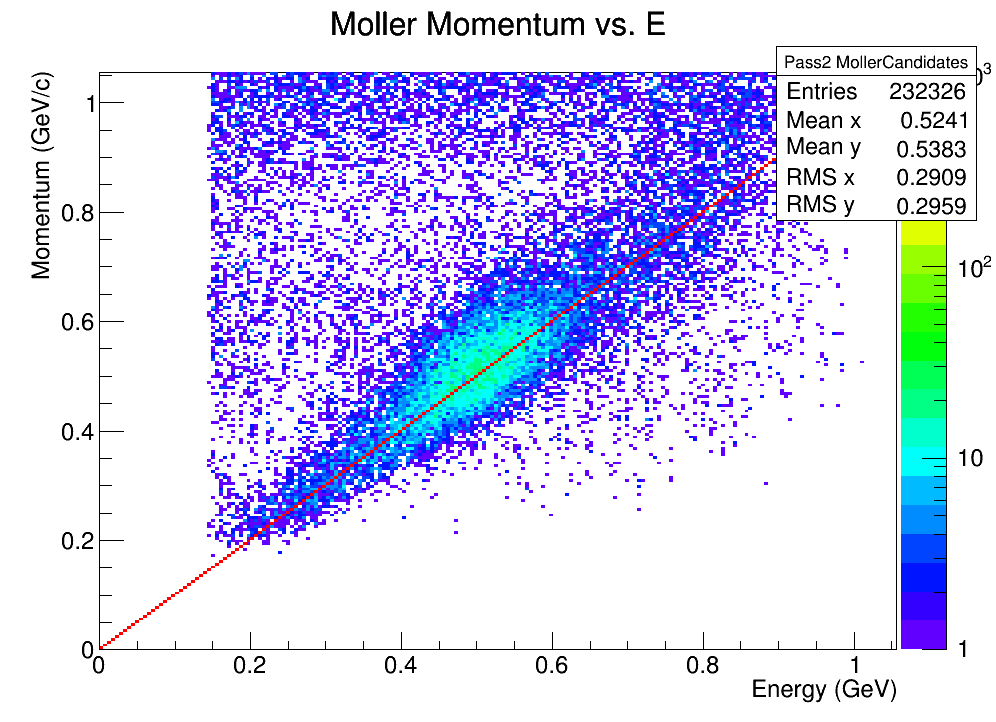 Moller Momentum vs. E
Pass2 MollerCandidates
Entries 232326
Mean x 0.5241
Mean y 0.5383
RMS x 0.2909
RMS y 0.2959
Momentum (GeV/c)
1
0.8
0.6
0.4
0.2
0
0 0.2 0.4 0.6 0.8 1
Energy (GeV)
10²
10
1